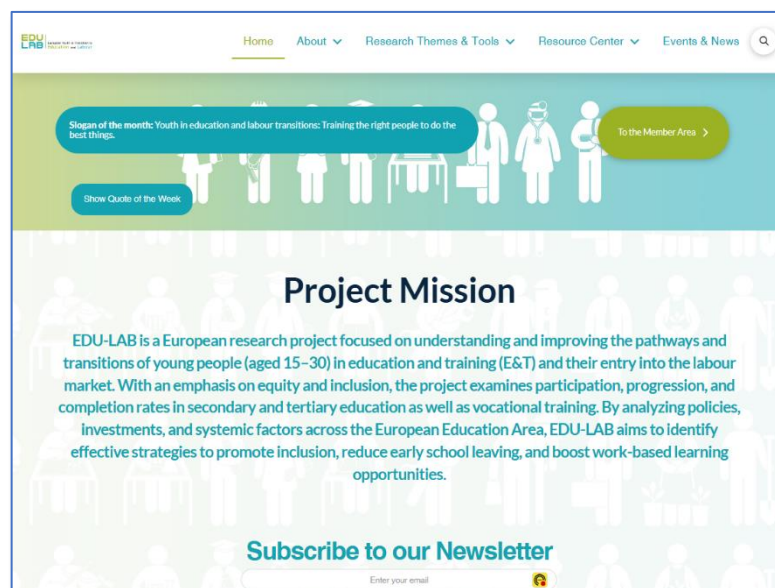 EDU
LAB
Home
About
Research Themes & Tools
Resource Center
Events & News
Slogan of the month: Youth in education and labour transitions: Training the right people to do the
best things.
To the Member Area
Show Quote of the Week
Project Mission
EDU-LAB is a European research project focused on understanding and improving the pathways and
transitions of young people (aged 15–30) in education and training (E&T) and their entry into the labour
market. With an emphasis on equity and inclusion, the project examines participation, progression, and
completion rates in secondary and tertiary education as well as vocational training. By analyzing policies,
investments, and systemic factors across the European Education Area, EDU-LAB aims to identify
effective strategies to promote inclusion, reduce early school leaving, and boost work-based learning
opportunities.
Subscribe to our Newsletter
Enter your email